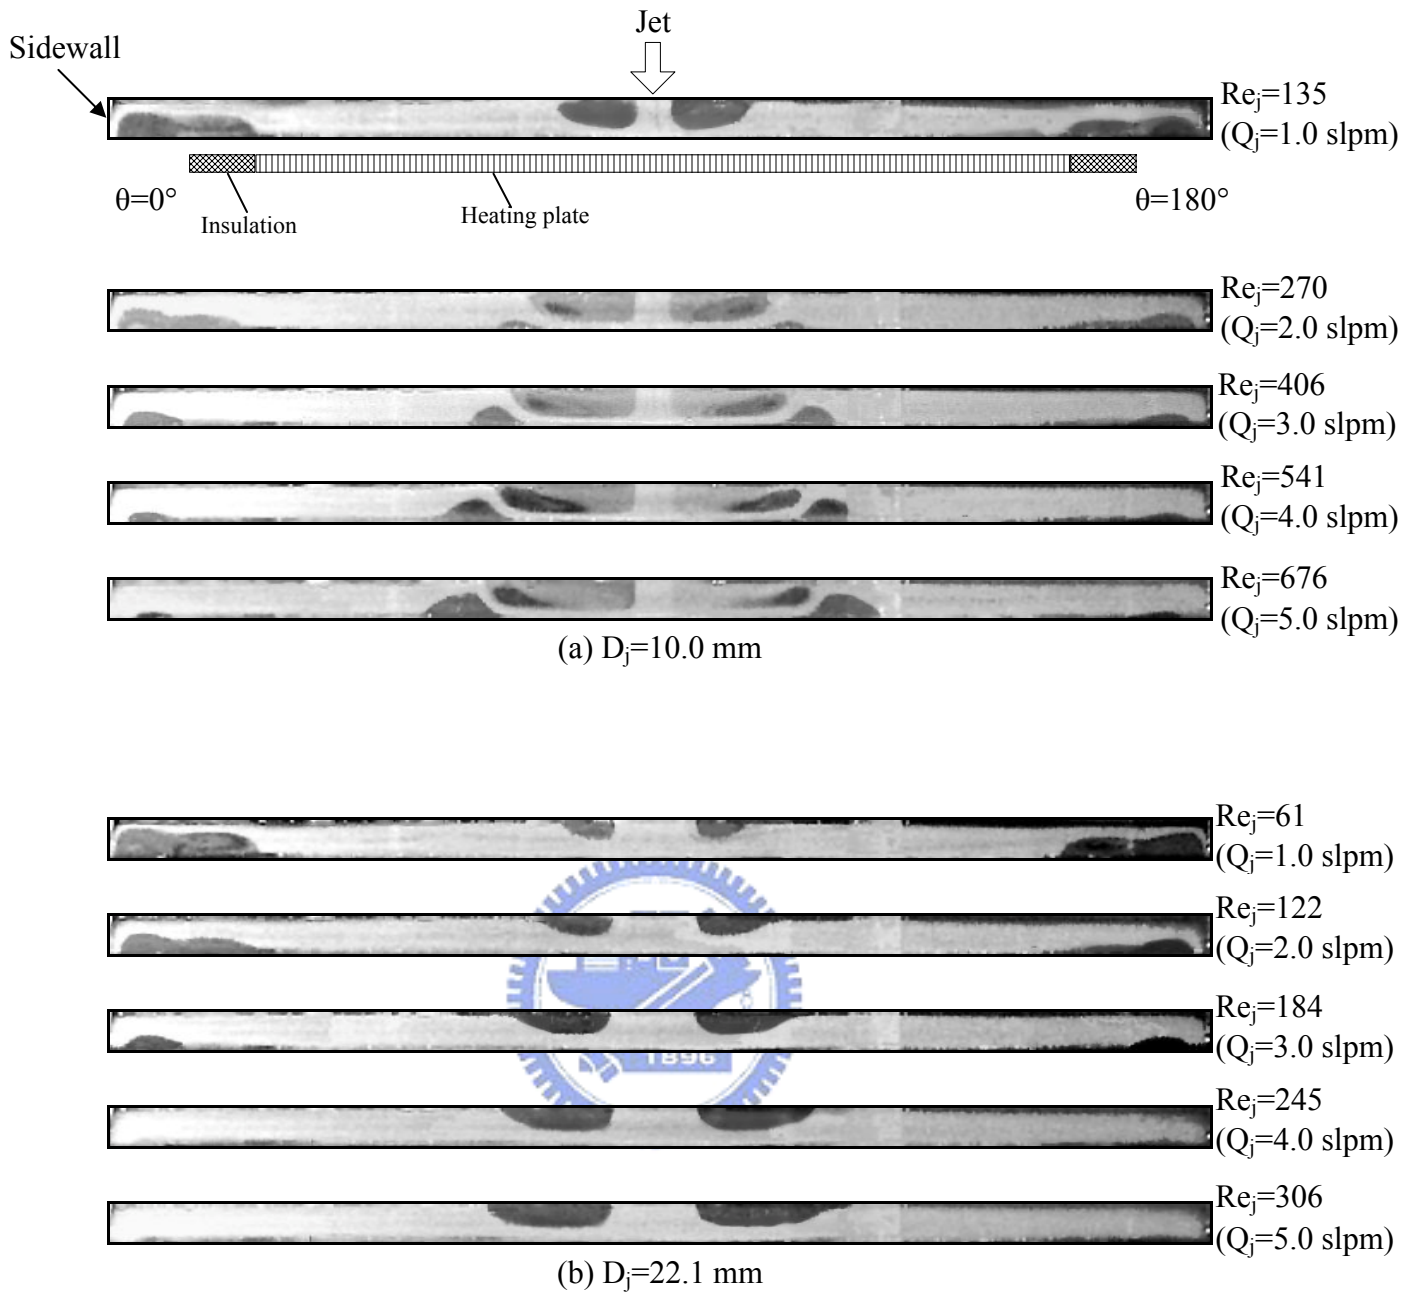 Jet
Sidewall
Reⱼ=135
(Qⱼ=1.0 slpm)
θ=0°
θ=180°
Insulation
Heating plate
Reⱼ=270
(Qⱼ=2.0 slpm)
Reⱼ=406
(Qⱼ=3.0 slpm)
Reⱼ=541
(Qⱼ=4.0 slpm)
Reⱼ=676
(Qⱼ=5.0 slpm)
(a) Dⱼ=10.0 mm
Reⱼ=61
(Qⱼ=1.0 slpm)
Reⱼ=122
(Qⱼ=2.0 slpm)
Reⱼ=184
(Qⱼ=3.0 slpm)
1896
Reⱼ=245
(Qⱼ=4.0 slpm)
Reⱼ=306
(Qⱼ=5.0 slpm)
(b) Dⱼ=22.1 mm